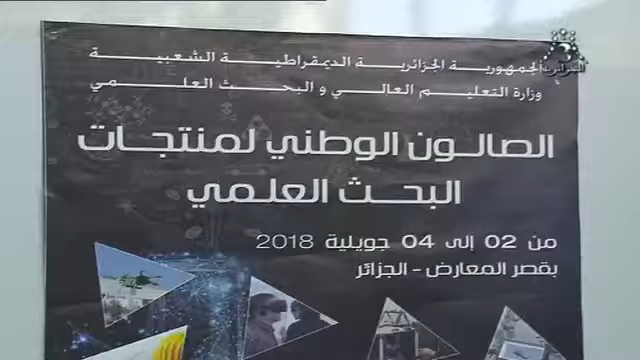 الجمهورية الجزائرية الديمقراطية الشعبية
وزارة التعليم العالي و البحث العلمي
الصالون الوطني لمنتجات
البحث العلمي
من 02 إلى 04 جويلية 2018
بقصر المعارض - الجزائر
الجزائرية